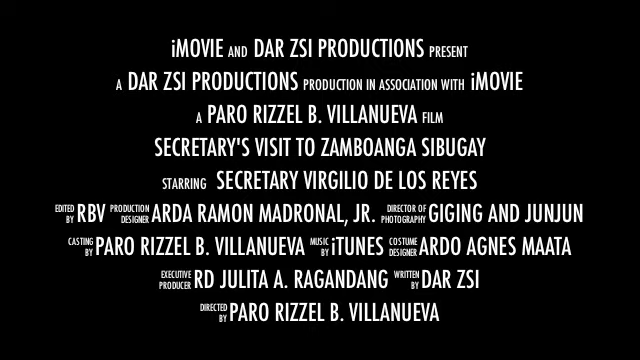 iMOVIE AND DAR ZSI PRODUCTIONS PRESENT
A DAR ZSI PRODUCTIONS PRODUCTION IN ASSOCIATION WITH iMOVIE
A PARO RIZZEL B. VILLANUEVA FILM
SECRETARY'S VISIT TO ZAMBOANGA SIBUGAY
STARRING SECRETARY VIRGILIO DE LOS REYES
EDITED BY RBV PRODUCTION DESIGNER ARDA RAMON MADRONAL, JR. DIRECTOR OF PHOTOGRAPHY GIGING AND JUNJUN
CASTING BY PARO RIZZEL B. VILLANUEVA MUSIC BY iTUNES COSTUME DESIGNER ARDO AGNES MAATA
EXECUTIVE PRODUCER RD JULITA A. RAGANDANG WRITTEN BY DAR ZSI
DIRECTED BY PARO RIZZEL B. VILLANUEVA